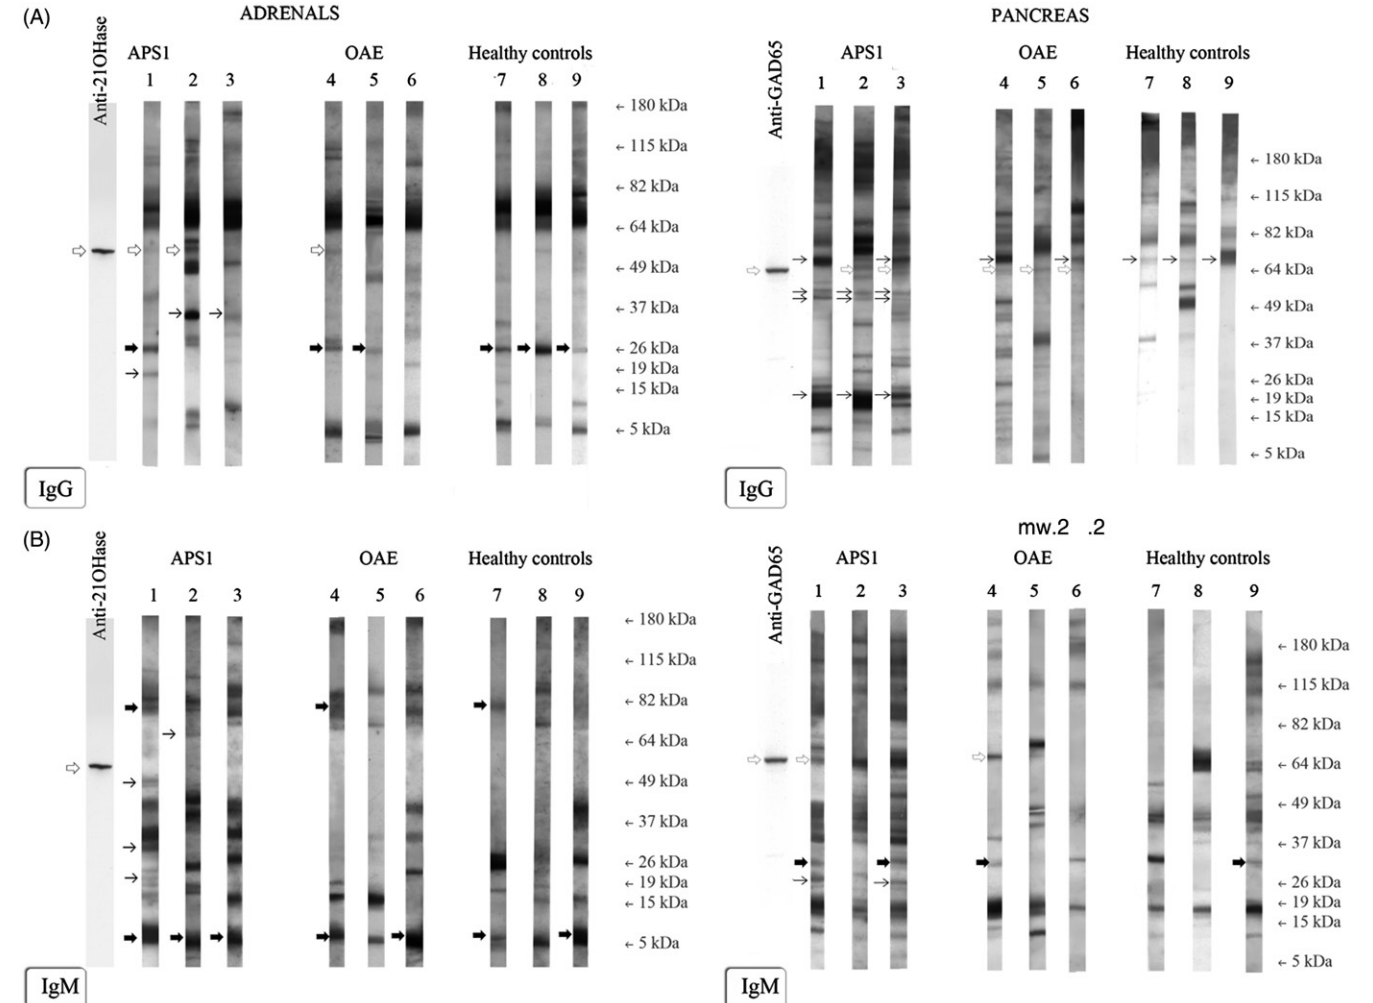 (A)
ADRENALS
PANCREAS
Anti-21OHase
APS1
OAE
Healthy controls
1 2 3 4 5 6 7 8 9
← 180 kDa
← 115 kDa
← 82 kDa
← 64 kDa
← 49 kDa
← 37 kDa
← 26 kDa
← 19 kDa
← 15 kDa
← 5 kDa
IgG
Anti-GAD65
APS1
OAE
Healthy controls
1 2 3 4 5 6 7 8 9
← 180 kDa
← 115 kDa
← 82 kDa
← 64 kDa
← 49 kDa
← 37 kDa
← 26 kDa
← 19 kDa
← 15 kDa
← 5 kDa
IgG
(B)
Anti-21OHase
APS1
OAE
Healthy controls
1 2 3 4 5 6 7 8 9
← 180 kDa
← 115 kDa
← 82 kDa
← 64 kDa
← 49 kDa
← 37 kDa
← 26 kDa
← 19 kDa
← 15 kDa
← 5 kDa
IgM
mw.2 .2
Anti-GAD65
APS1
OAE
Healthy controls
1 2 3 4 5 6 7 8 9
← 180 kDa
← 115 kDa
← 82 kDa
← 64 kDa
← 49 kDa
← 37 kDa
← 26 kDa
← 19 kDa
← 15 kDa
← 5 kDa
IgM